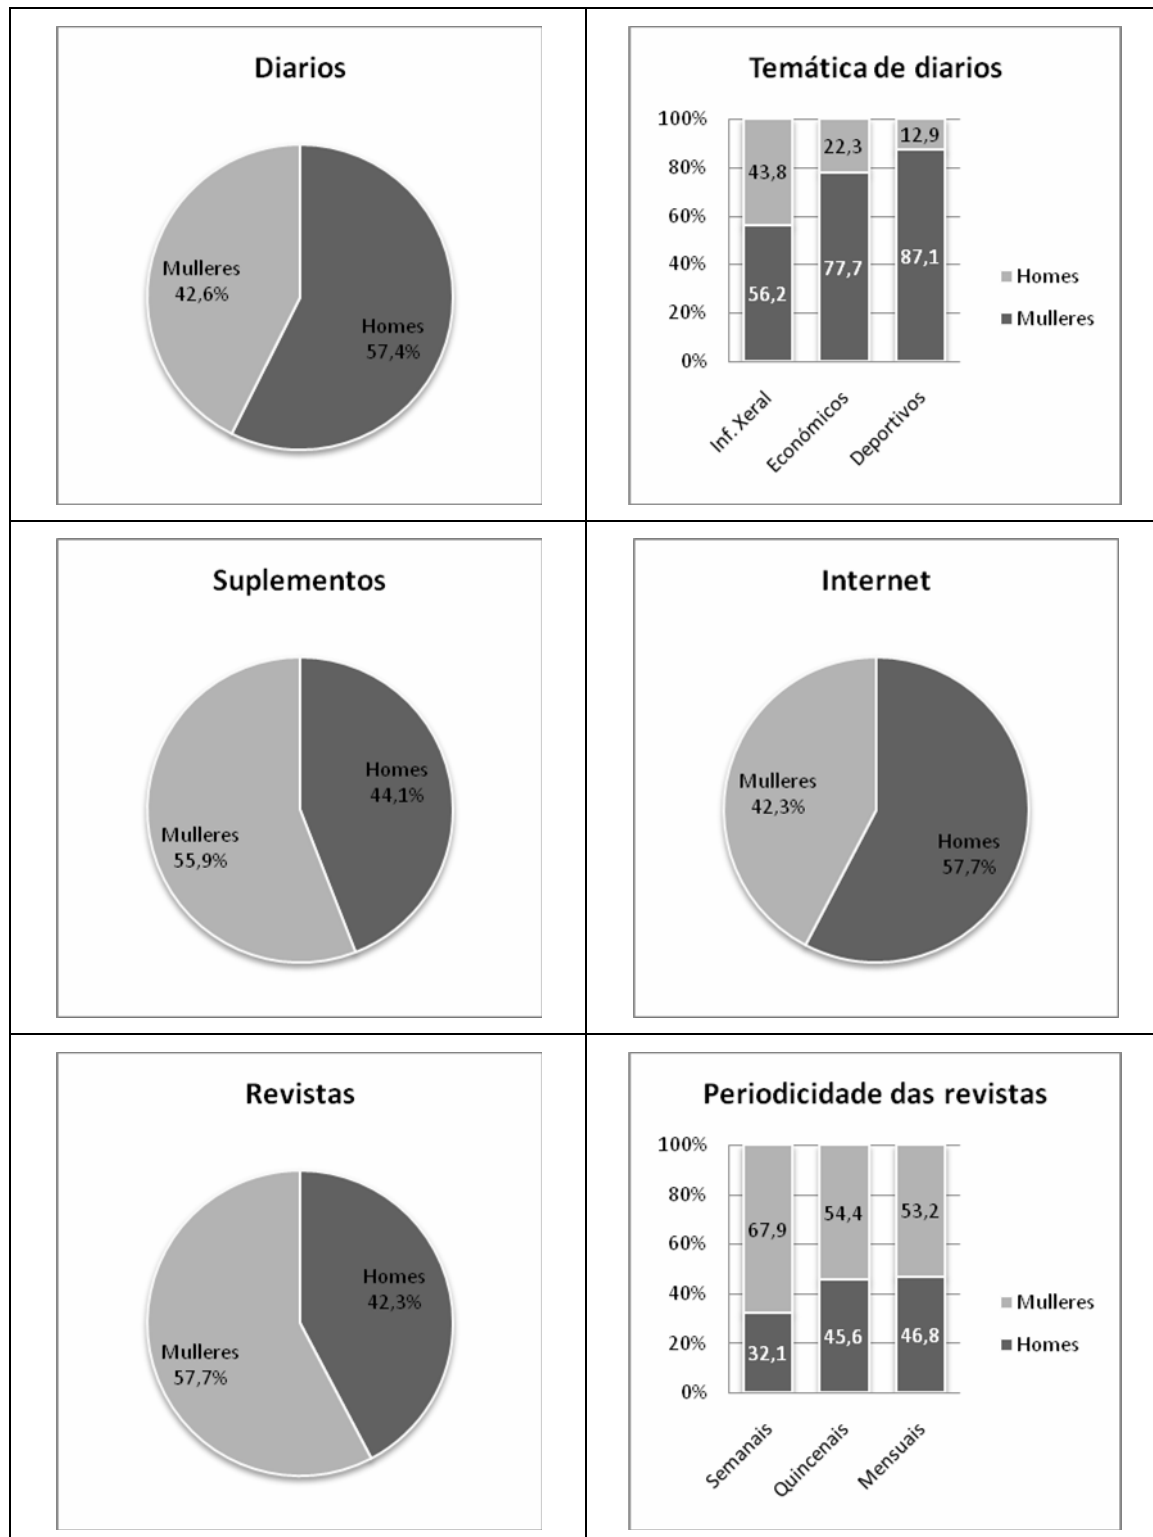 Diarios
Mulleres
42,6%
Homes
57,4%
Temática de diarios
100%
80%
60%
40%
20%
0%
43,8
56,2
22,3
77,7
12,9
87,1
Inf. Xeral
Económicos
Deportivos
Homes
Mulleres
Suplementos
Homes
44,1%
Mulleres
55,9%
Internet
Mulleres
42,3%
Homes
57,7%
Revistas
Homes
42,3%
Mulleres
57,7%
Periodicidade das revistas
100%
80%
60%
40%
20%
0%
67,9
32,1
54,4
45,6
53,2
46,8
Semanais
Quincenais
Mensuais
Mulleres
Homes